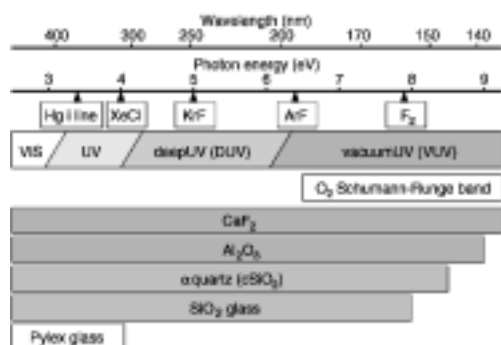 Wavelength (nm)
400 300 250 200 170 150 140
Photon energy (eV)
3 4 5 6 7 8 9
Hg i line XeCl KrF ArF F₂
VIS UV deepUV (DUV) vacuumUV (VUV)
O₂ Schumann-Runge band
CaF₂
Al₂O₃
α quartz (cSiO₂)
SiO₂ glass
Pylex glass